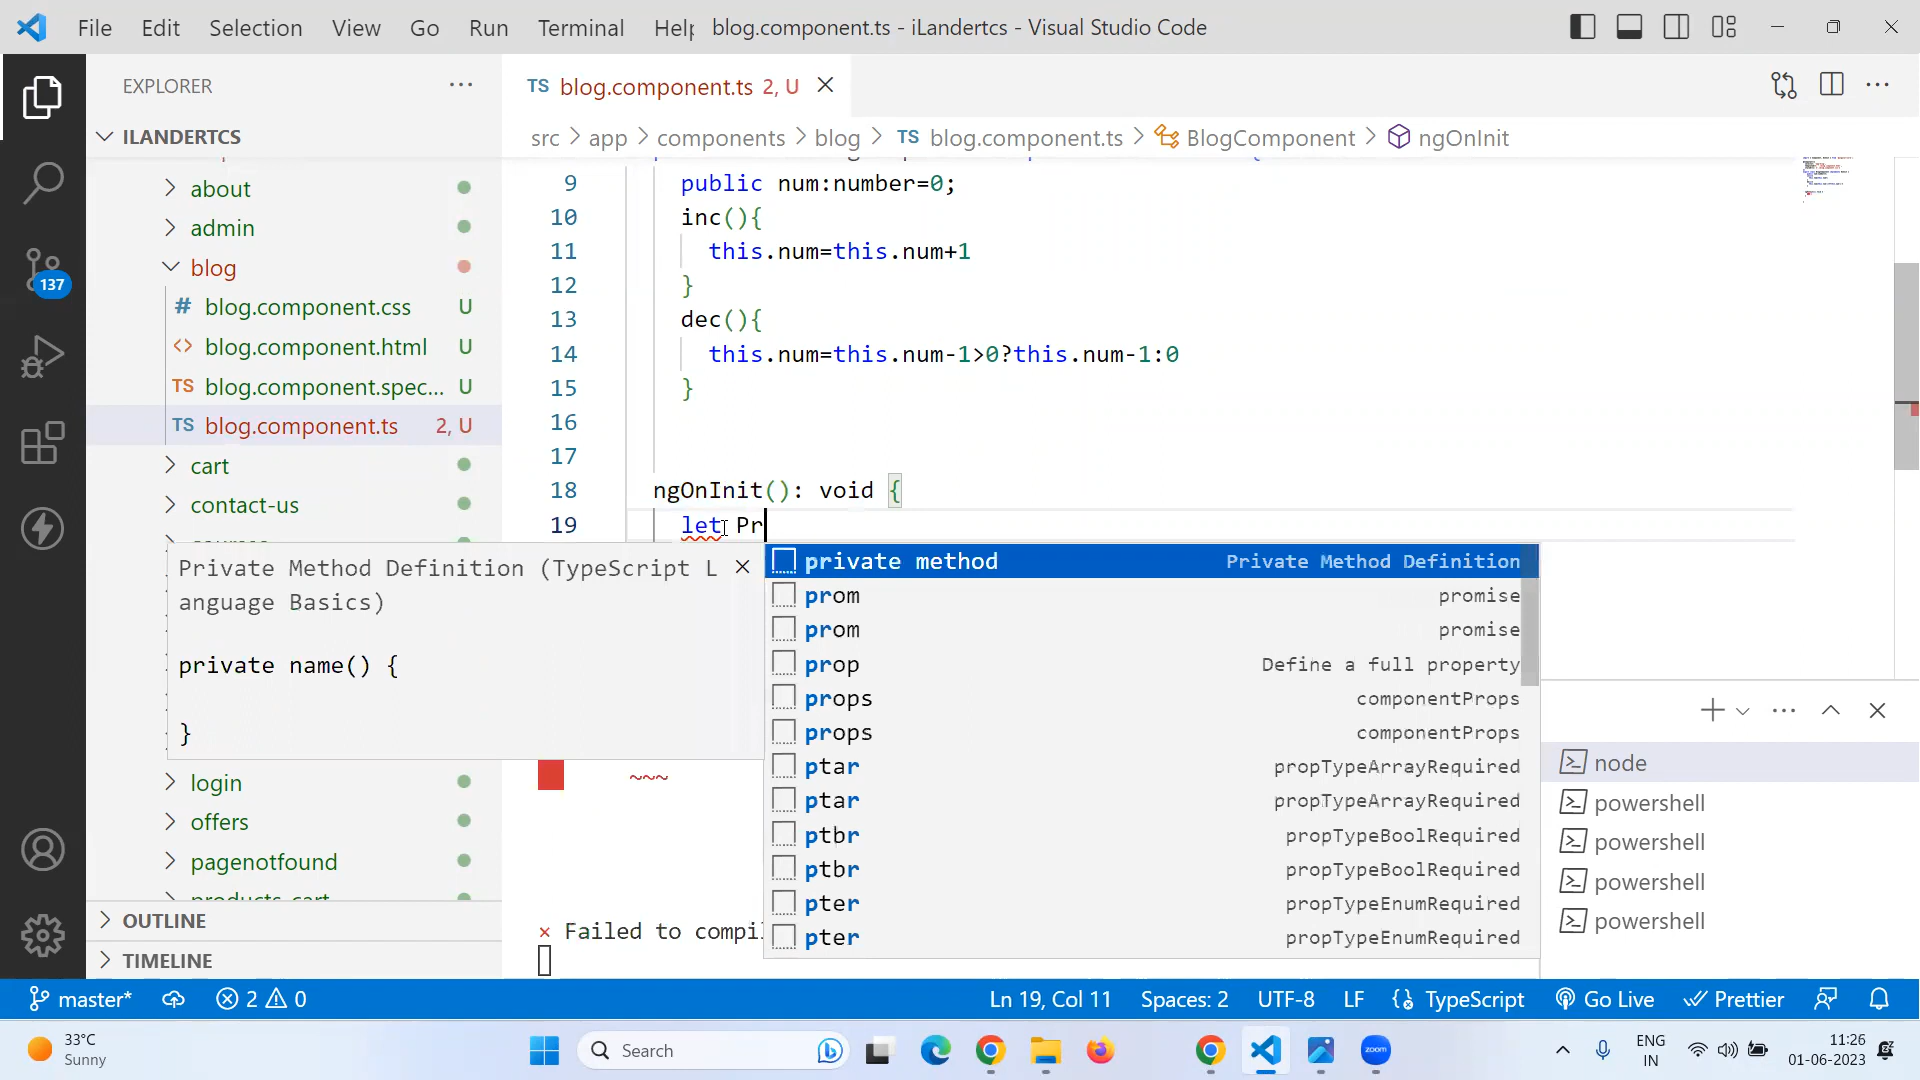 File Edit Selection View Go Run Terminal Help blog.component.ts - iLandertcs - Visual Studio Code
EXPLORER
TS blog.component.ts 2, U
ILANDERTCS
src > app > components > blog > TS blog.component.ts > BlogComponent > ngOnInit
about
admin
blog
# blog.component.css U
<> blog.component.html U
TS blog.component.spec... U
TS blog.component.ts 2, U
cart
contact-us
login
offers
pagenotfound
products-cart
OUTLINE
TIMELINE
137
9 public num:number=0;
10 inc(){
11 this.num=this.num+1
12 }
13 dec(){
14 this.num=this.num-1>0?this.num-1:0
15 }
16
17
18 ngOnInit(): void {
19 let Pr
Private Method Definition (TypeScript L
anguage Basics)
private name() {
}
private method Private Method Definition
prom promise
prom promise
prop Define a full property
props componentProps
props componentProps
ptar propTypeArrayRequired
ptar propTypeArrayRequired
ptbr propTypeBoolRequired
ptbr propTypeBoolRequired
pter propTypeEnumRequired
pter propTypeEnumRequired
~~~
× Failed to compi
node
powershell
powershell
powershell
powershell
master* 2 0 Ln 19, Col 11 Spaces: 2 UTF-8 LF TypeScript Go Live Prettier
33°C
Sunny
Search
zoom
ENG
IN
11:26
01-06-2023